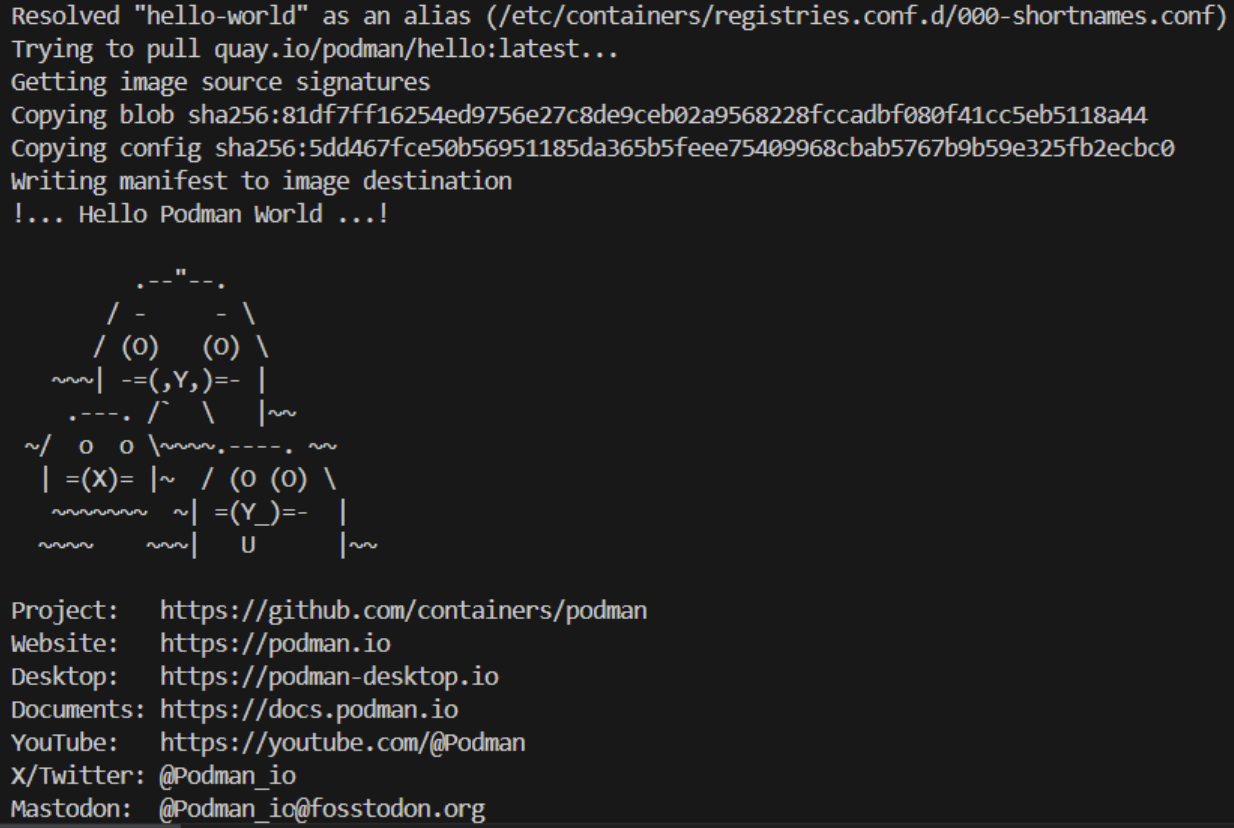 Resolved "hello-world" as an alias (/etc/containers/registries.conf.d/000-shortnames.conf)
Trying to pull quay.io/podman/hello:latest...
Getting image source signatures
Copying blob sha256:81df7ff16254ed9756e27c8de9ceb02a9568228fccadbf080f41cc5eb5118a44
Copying config sha256:5dd467fce50b56951185da365b5feee75409968cbab5767b9b59e325fb2ecbc0
Writing manifest to image destination
!... Hello Podman World ...!

         .--"--.
       / -     - \
      / (O)   (O) \
   ~~~| -=(,Y,)=- |
    .---. /`  \   |~~
 ~/  o  o \~~~~.----. ~~
  | =(X)= |~  / (O (O) \
   ~~~~~~~  ~| =(Y_)=-  |
  ~~~~    ~~~|   U      |~~

Project:   https://github.com/containers/podman
Website:   https://podman.io
Desktop:   https://podman-desktop.io
Documents: https://docs.podman.io
YouTube:   https://youtube.com/@Podman
X/Twitter: @Podman_io
Mastodon:  @Podman_io@fosstodon.org